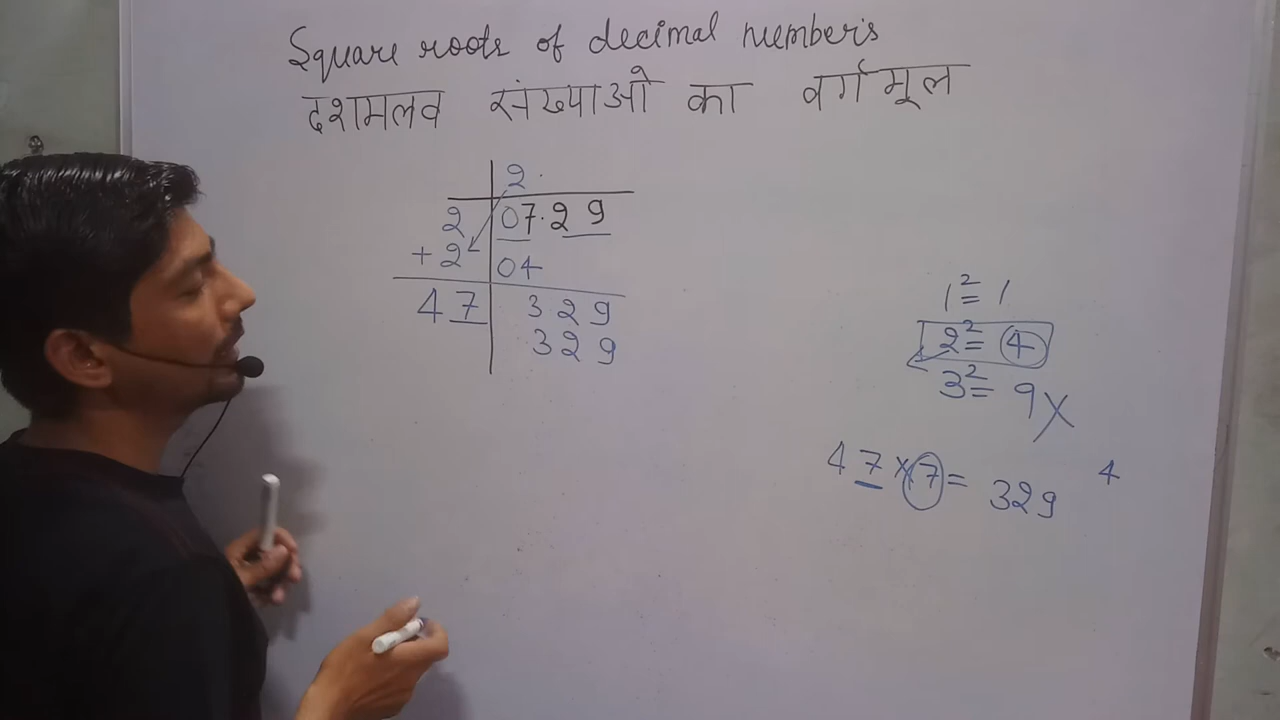 Square roots of decimal number's
दशमलव संख्याओ का वर्गमूल
2.
2 07.29
+2 04
47 329
329
1² = 1
2² = 4
3² = 9 X
47 × 7 = 329 4